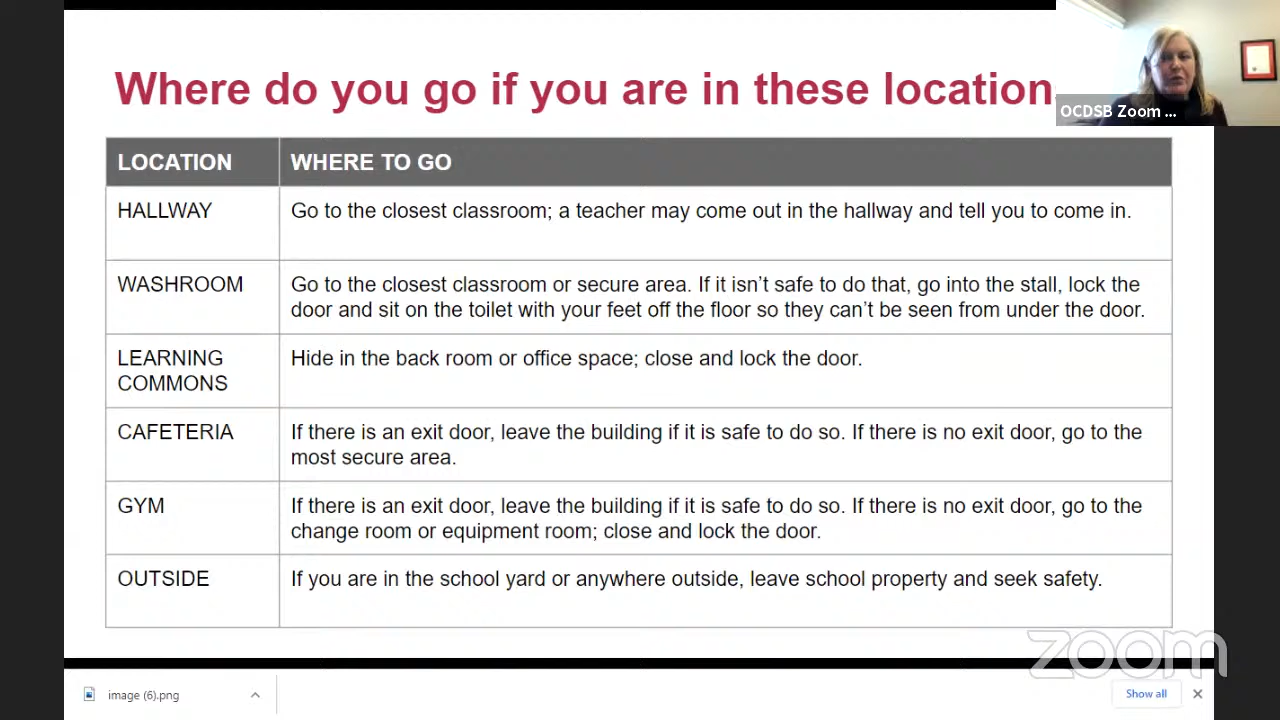 Where do you go if you are in these location
OCDSB Zoom ...
LOCATION
WHERE TO GO
HALLWAY
Go to the closest classroom; a teacher may come out in the hallway and tell you to come in.
WASHROOM
Go to the closest classroom or secure area. If it isn’t safe to do that, go into the stall, lock the
door and sit on the toilet with your feet off the floor so they can’t be seen from under the door.
LEARNING
COMMONS
Hide in the back room or office space; close and lock the door.
CAFETERIA
If there is an exit door, leave the building if it is safe to do so. If there is no exit door, go to the
most secure area.
GYM
If there is an exit door, leave the building if it is safe to do so. If there is no exit door, go to the
change room or equipment room; close and lock the door.
OUTSIDE
If you are in the school yard or anywhere outside, leave school property and seek safety.
zoom
image (6).png
Show all